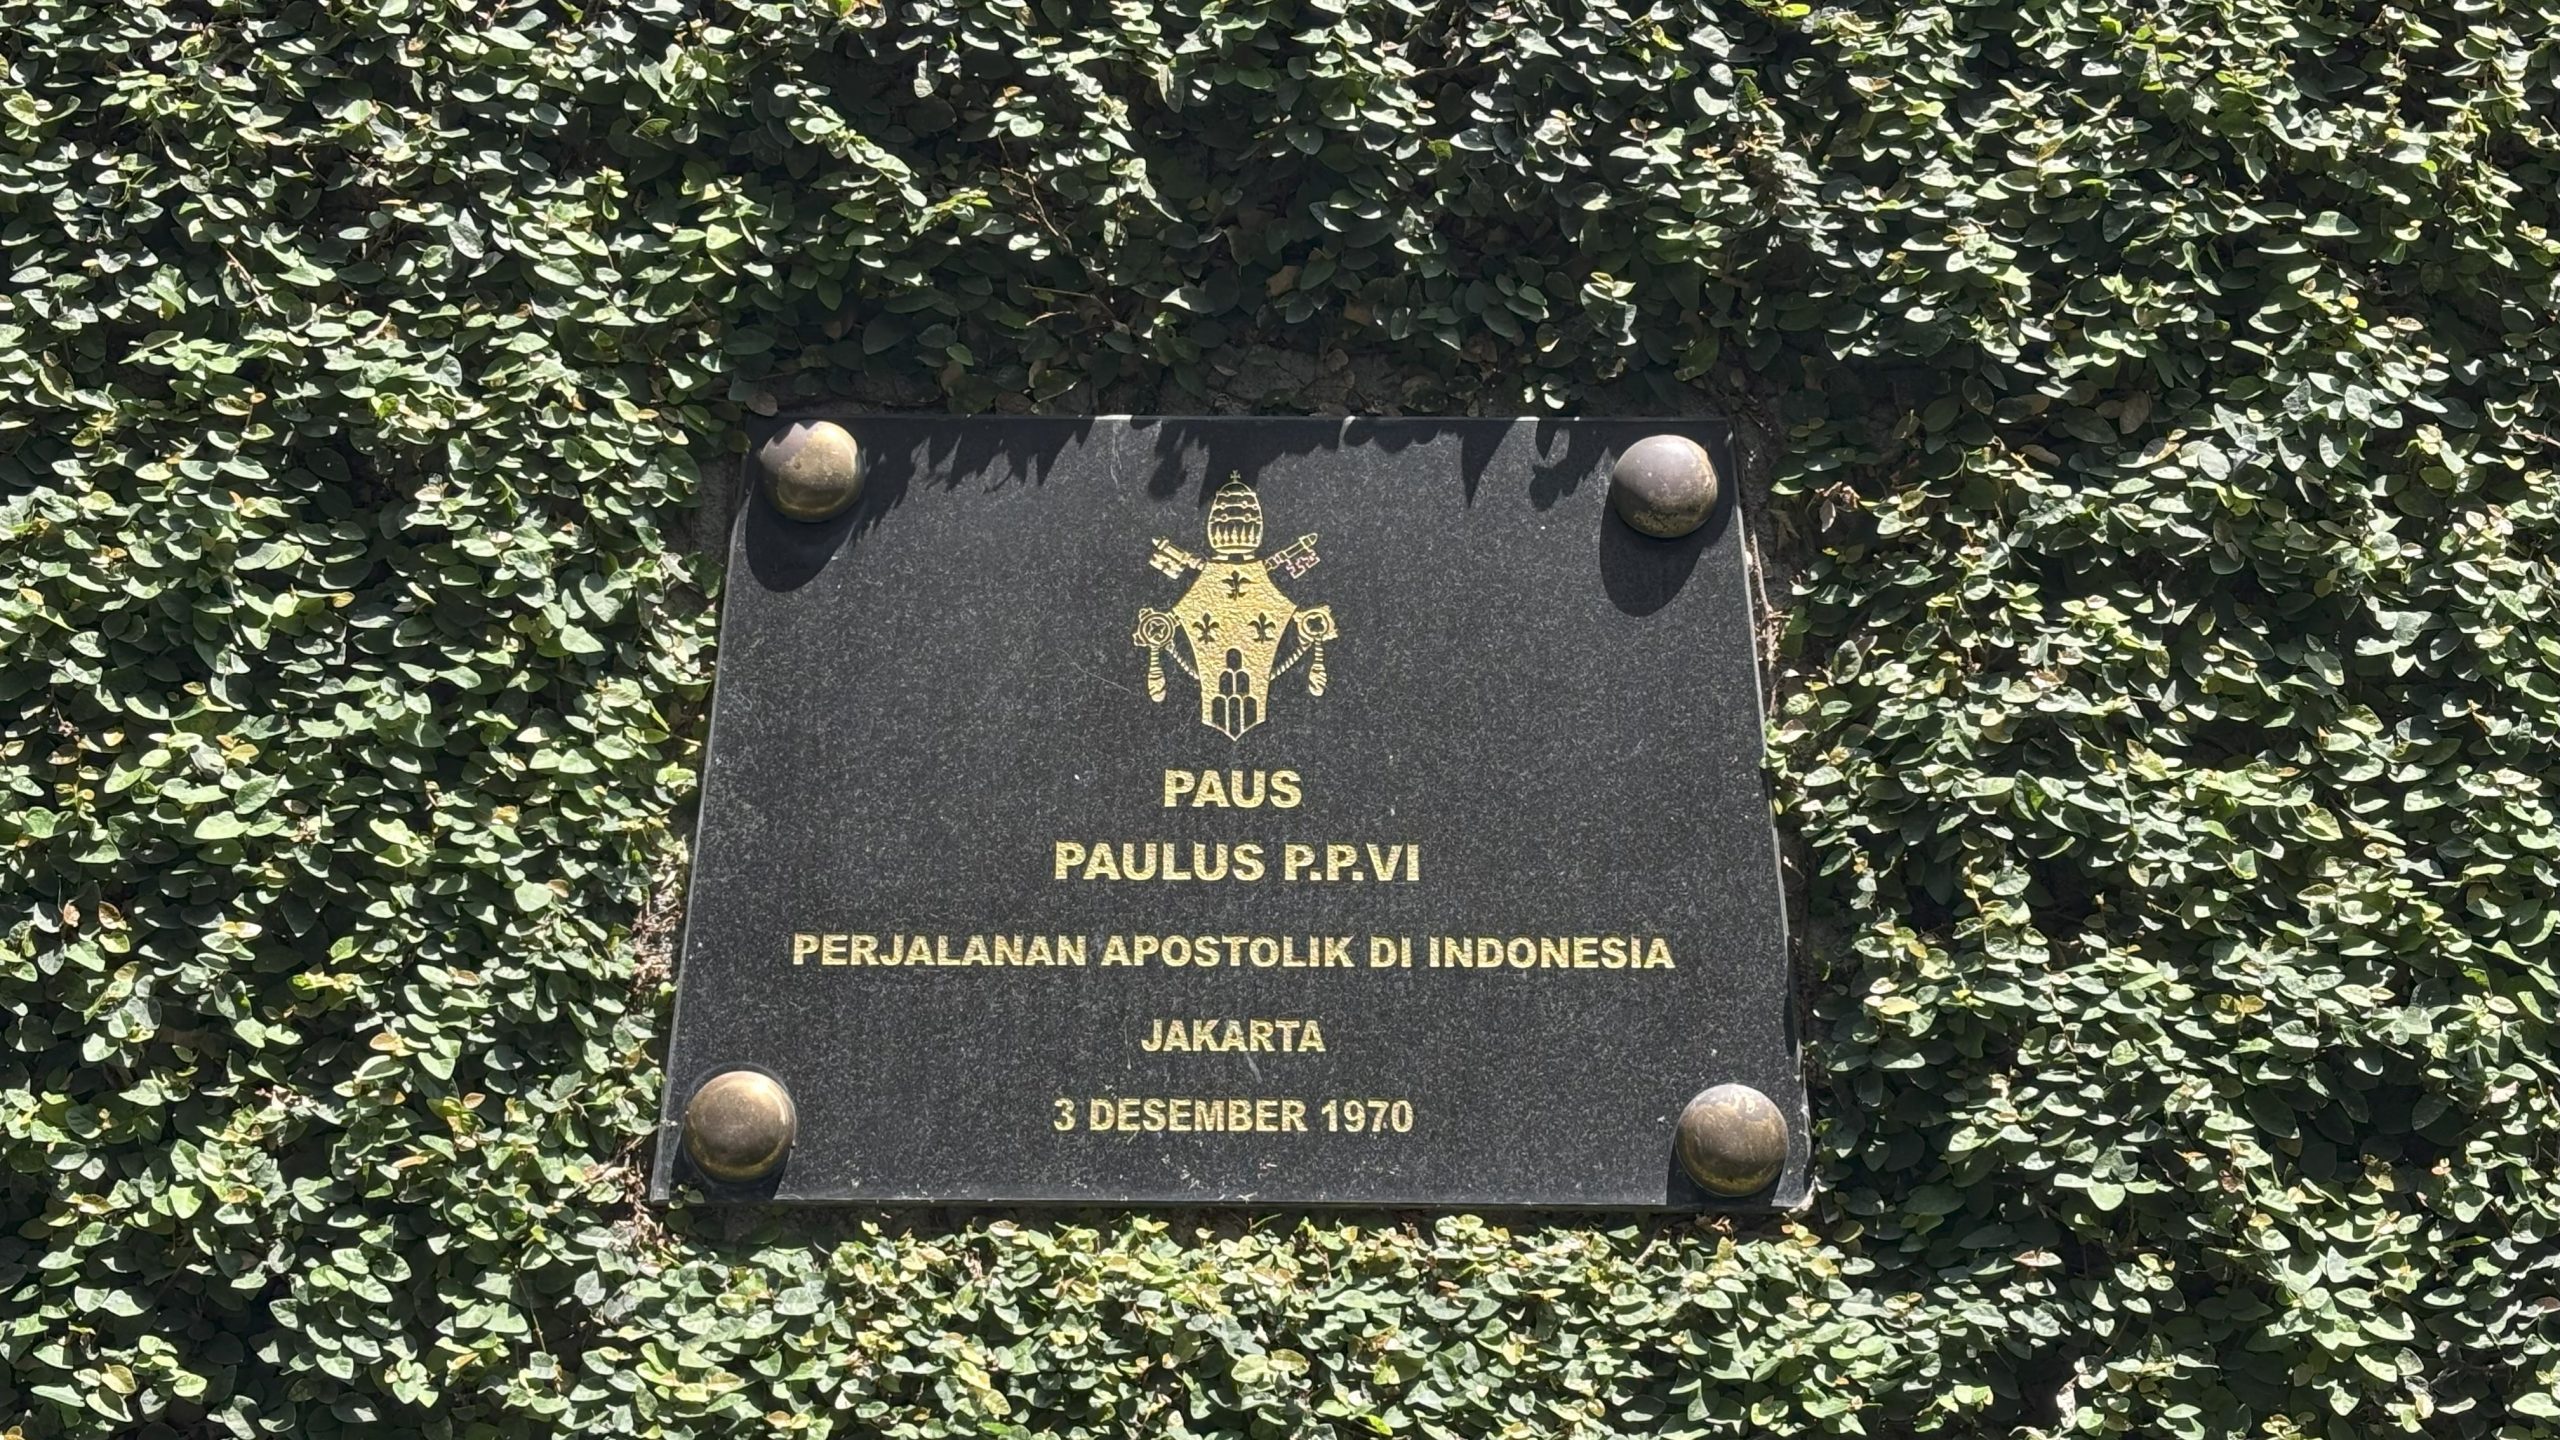 PAUS
PAULUS P.P.VI
PERJALANAN APOSTOLIK DI INDONESIA
JAKARTA
3 DESEMBER 1970